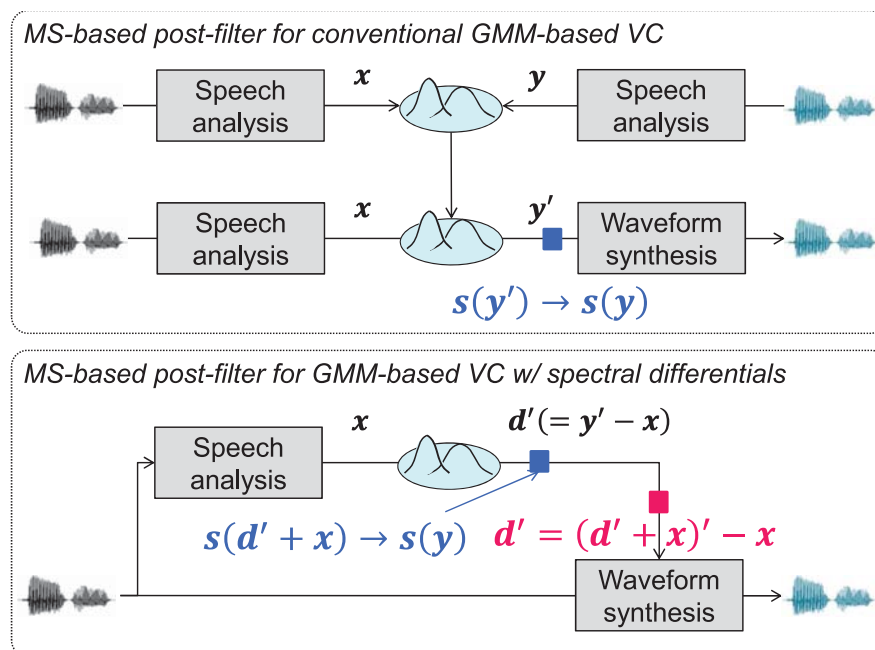 MS-based post-filter for conventional GMM-based VC
Speech analysis
x
y
Speech analysis
Speech analysis
x
y′
Waveform synthesis
s(y′) → s(y)
MS-based post-filter for GMM-based VC w/ spectral differentials
Speech analysis
x
d′(= y′ − x)
s(d′ + x) → s(y)
d′ = (d′ + x)′ − x
Waveform synthesis